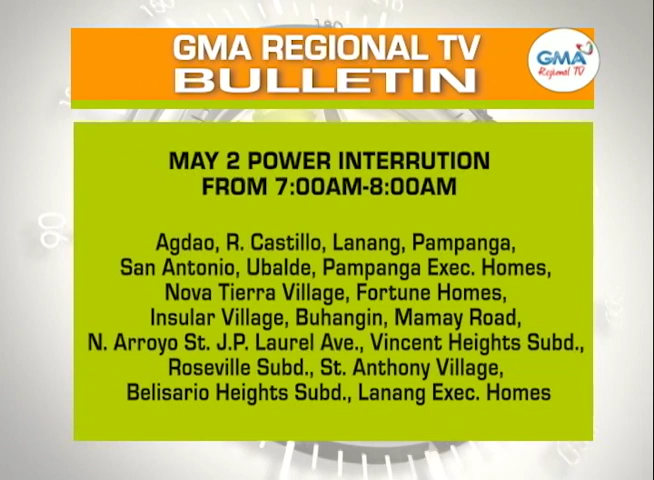 GMA REGIONAL TV
BULLETIN
GMA
Regional TV
MAY 2 POWER INTERRUTION
FROM 7:00AM-8:00AM
Agdao, R. Castillo, Lanang, Pampanga,
San Antonio, Ubalde, Pampanga Exec. Homes,
Nova Tierra Village, Fortune Homes,
Insular Village, Buhangin, Mamay Road,
N. Arroyo St. J.P. Laurel Ave., Vincent Heights Subd.,
Roseville Subd., St. Anthony Village,
Belisario Heights Subd., Lanang Exec. Homes
90